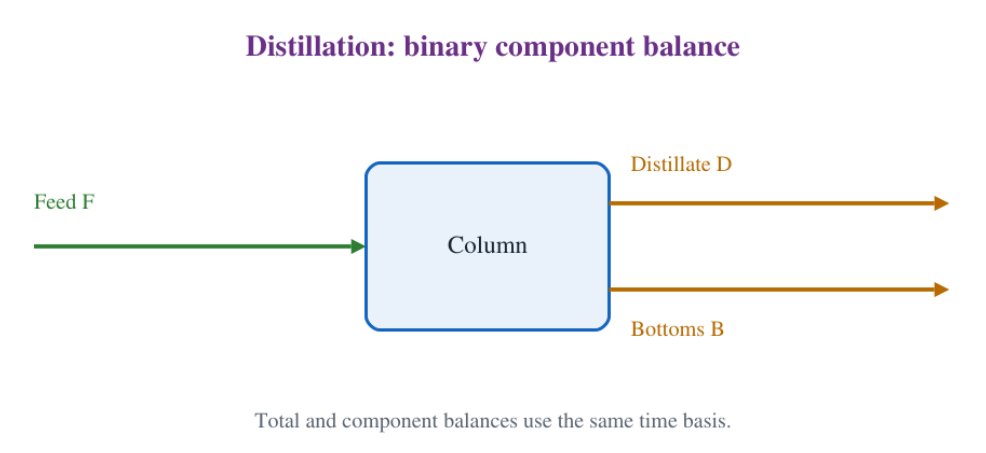 Distillation: binary component balance
Distillate D
Feed F
Column
Bottoms B
Total and component balances use the same time basis.